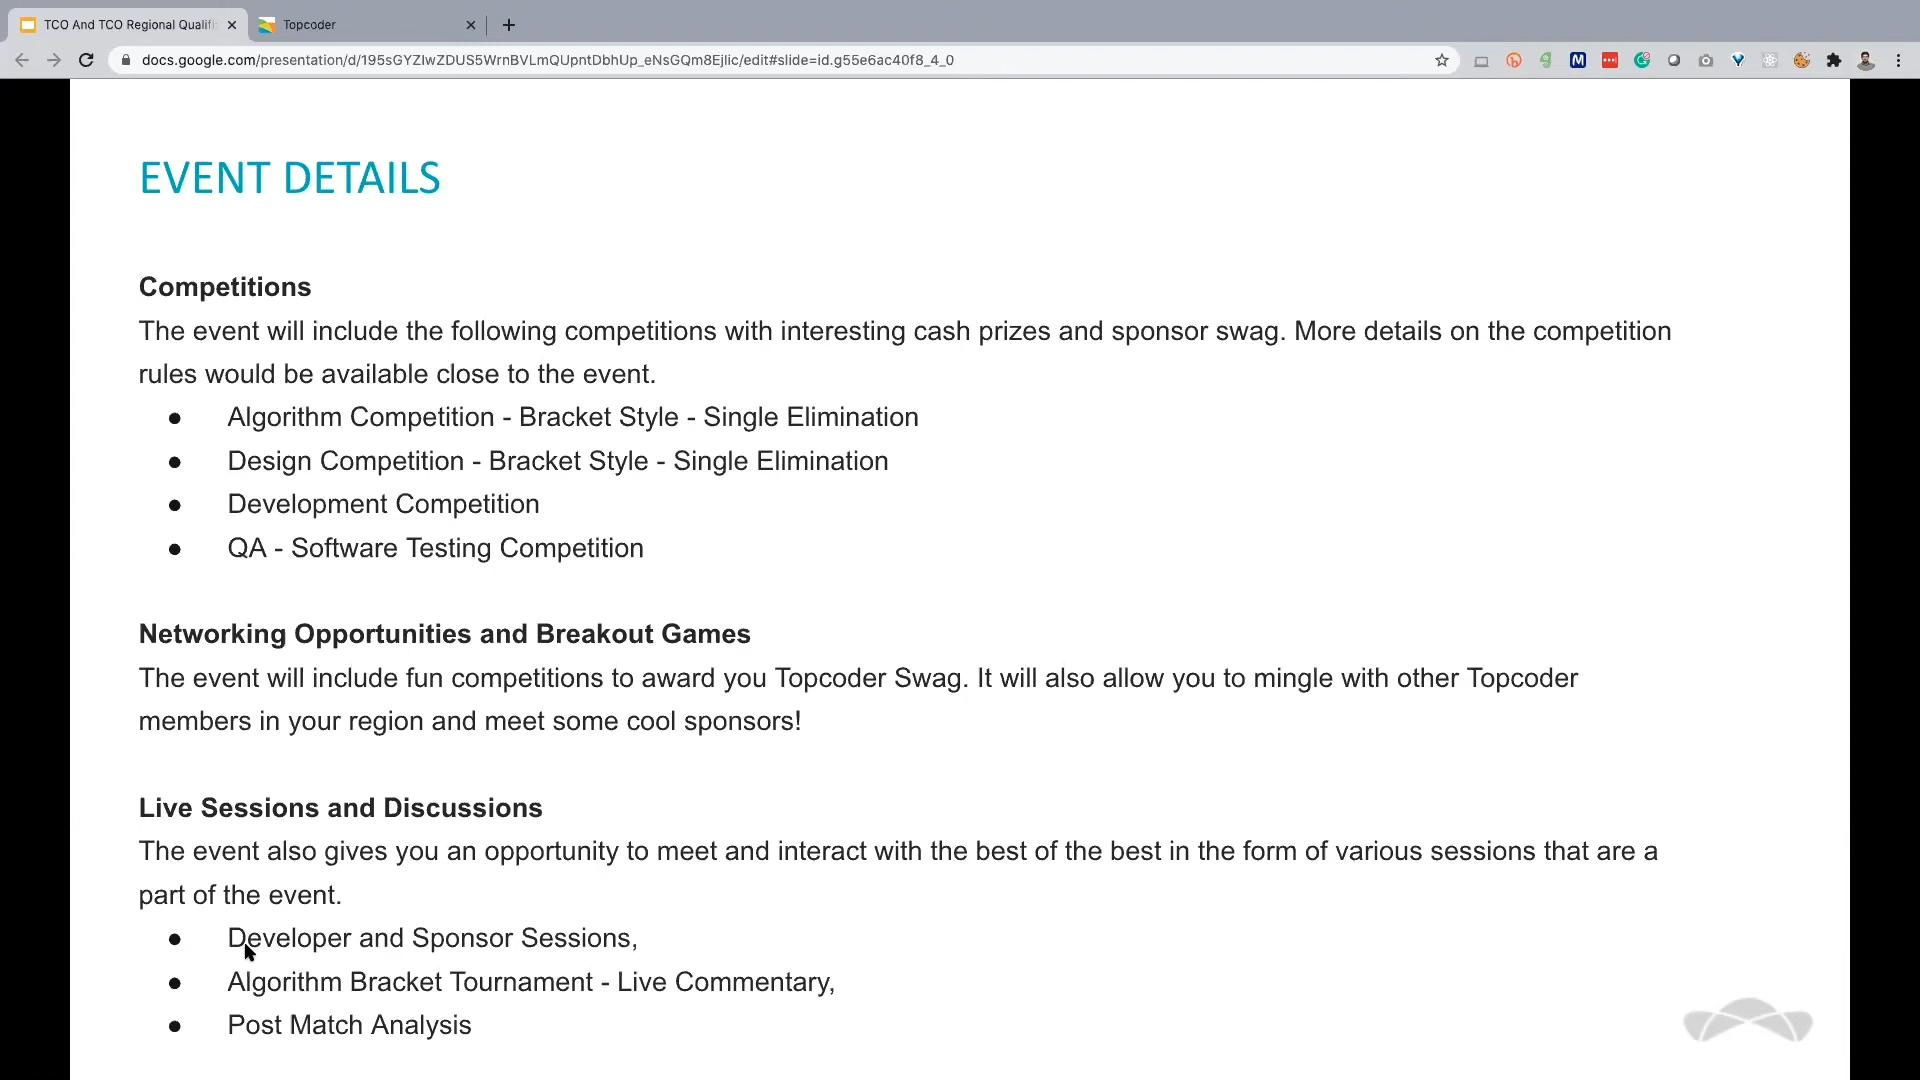 TCO And TCO Regional Qualifi
Topcoder
docs.google.com/presentation/d/195sGYZIwZDUS5WrnBVLmQUpntDbhUp_eNsGQm8Ejlic/edit#slide=id.g55e6ac40f8_4_0
EVENT DETAILS
Competitions
The event will include the following competitions with interesting cash prizes and sponsor swag. More details on the competition
rules would be available close to the event.
● Algorithm Competition - Bracket Style - Single Elimination
● Design Competition - Bracket Style - Single Elimination
● Development Competition
● QA - Software Testing Competition
Networking Opportunities and Breakout Games
The event will include fun competitions to award you Topcoder Swag. It will also allow you to mingle with other Topcoder
members in your region and meet some cool sponsors!
Live Sessions and Discussions
The event also gives you an opportunity to meet and interact with the best of the best in the form of various sessions that are a
part of the event.
● Developer and Sponsor Sessions,
● Algorithm Bracket Tournament - Live Commentary,
● Post Match Analysis